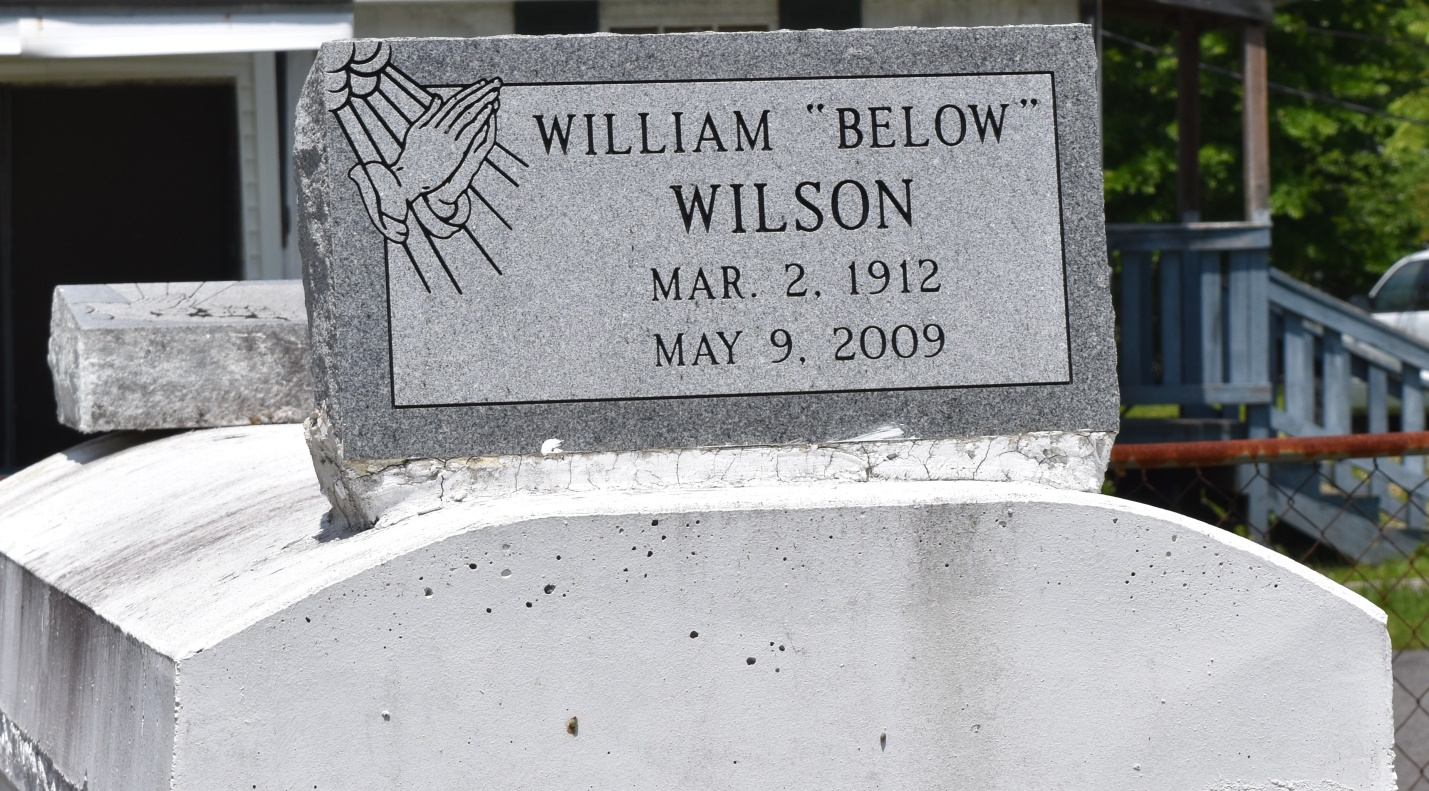 WILLIAM "BELOW"
WILSON
MAR. 2, 1912
MAY 9, 2009